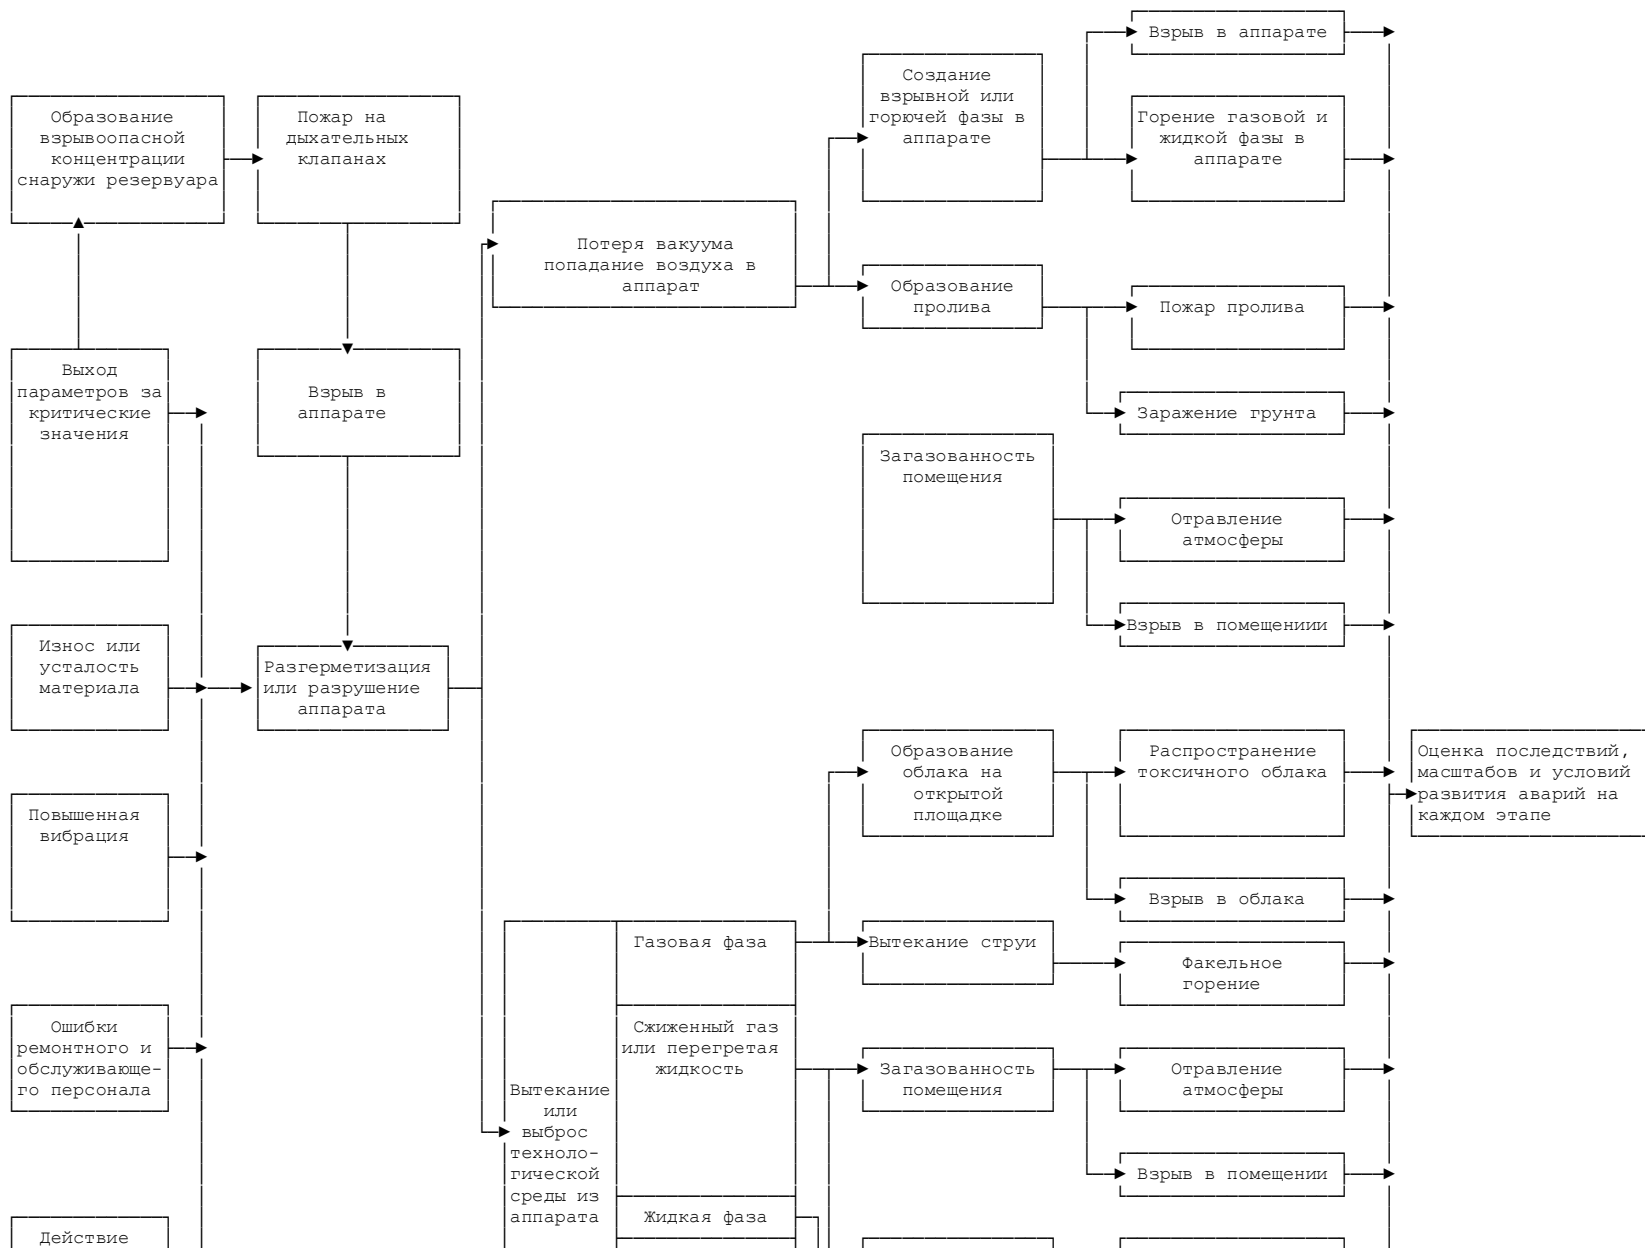 Взрыв в аппарате
Создание
взрывной или
горючей фазы в
аппарате
Горение газовой и
жидкой фазы в
аппарате
Образование
взрывоопасной
концентрации
снаружи резервуара
Пожар на
дыхательных
клапанах
Потеря вакуума
попадание воздуха в
аппарат
Образование
пролива
Пожар пролива
Выход
параметров за
критические
значения
Взрыв в
аппарате
Заражение грунта
Загазованность
помещения
Отравление
атмосферы
Взрыв в помещениии
Износ или
усталость
материала
Разгерметизация
или разрушение
аппарата
Образование
облака на
открытой
площадке
Распространение
токсичного облака
Оценка последствий,
масштабов и условий
развития аварий на
каждом этапе
Повышенная
вибрация
Взрыв в облака
Газовая фаза
Вытекание струи
Факельное
горение
Ошибки
ремонтного и
обслуживающе-
го персонала
Сжиженный газ
или перегретая
жидкость
Загазованность
помещения
Отравление
атмосферы
Вытекание
или
выброс
техноло-
гической
среды из
аппарата
Взрыв в помещении
Жидкая фаза
Действие